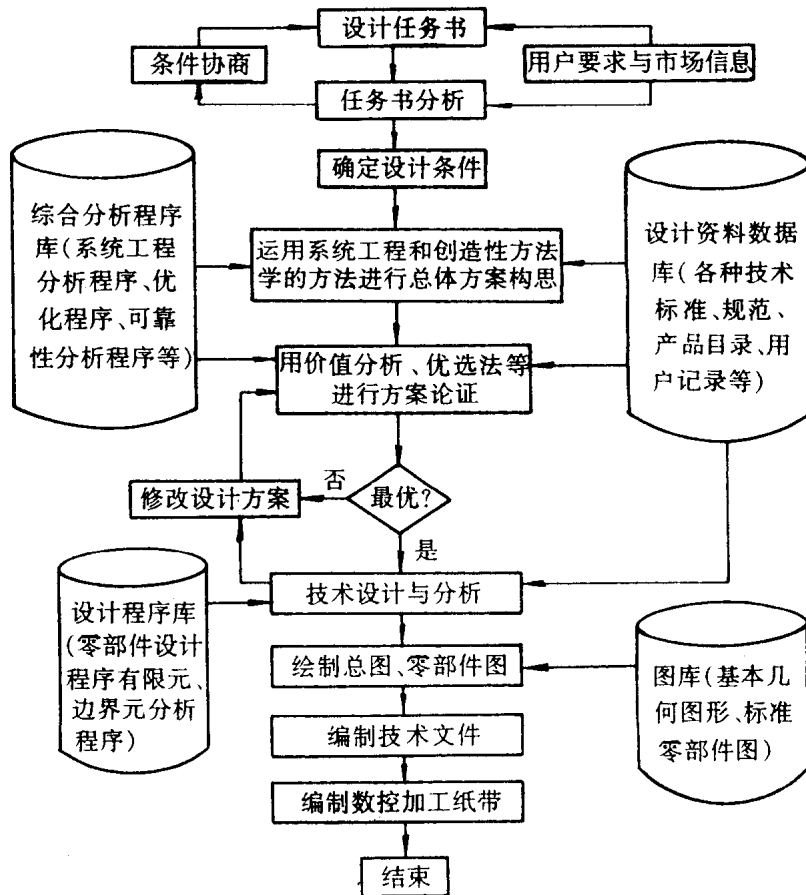 设计任务书
条件协商
用户要求与市场信息
任务书分析
确定设计条件
综合分析程序
库(系统工程
分析程序、优
化程序、可靠
性分析程序等)
运用系统工程和创造性方法
学的方法进行总体方案构思
设计资料数据
库(各种技术
标准、规范、
产品目录、用
户记录等)
用价值分析、优选法等
进行方案论证
否
修改设计方案
最优?
是
技术设计与分析
设计程序库
(零部件设计
程序有限元、
边界元分析
程序)
绘制总图、零部件图
图库(基本几
何图形、标准
零部件图)
编制技术文件
编制数控加工纸带
结束